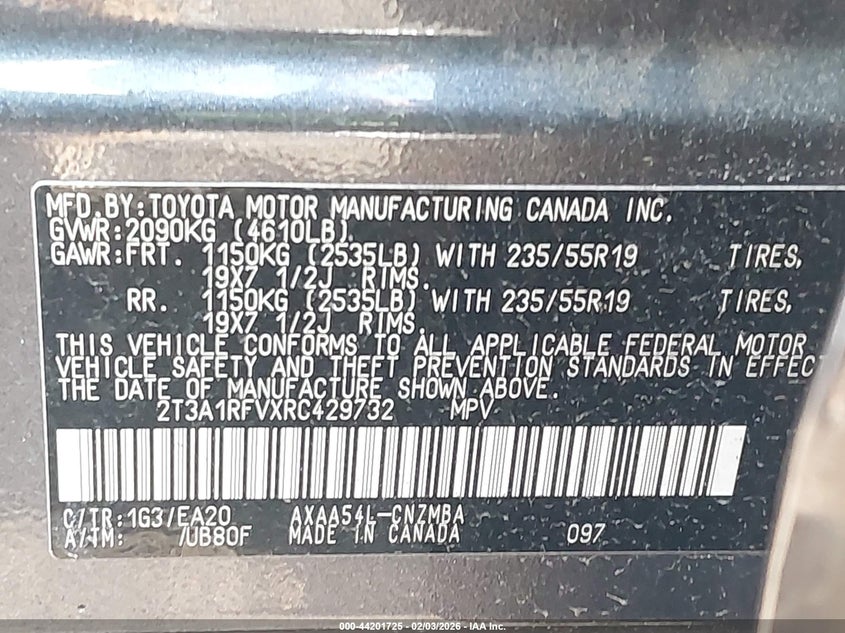 MFD.BY:TOYOTA MOTOR MANUFACTURING CANADA INC.
GVWR:2090KG (4610LB)
GAWR:FRT. 1150KG (2535LB) WITH 235/55R19 TIRES,
19X7 1/2J RIMS.
RR. 1150KG (2535LB) WITH 235/55R19 TIRES,
19X7 1/2J RIMS.
THIS VEHICLE CONFORMS TO ALL APPLICABLE FEDERAL MOTOR
VEHICLE SAFETY AND THEFT PREVENTION STANDARDS IN EFFECT
THE DATE OF MANUFACTURE SHOWN ABOVE.
2T3A1RFVXRC429732 MPV
C/TR:1G3/EA20 AXAA54L-CNZMBA
A/TM: /UB80F MADE IN CANADA 097
000-44201725 - 02/03/2026 - IAA Inc.